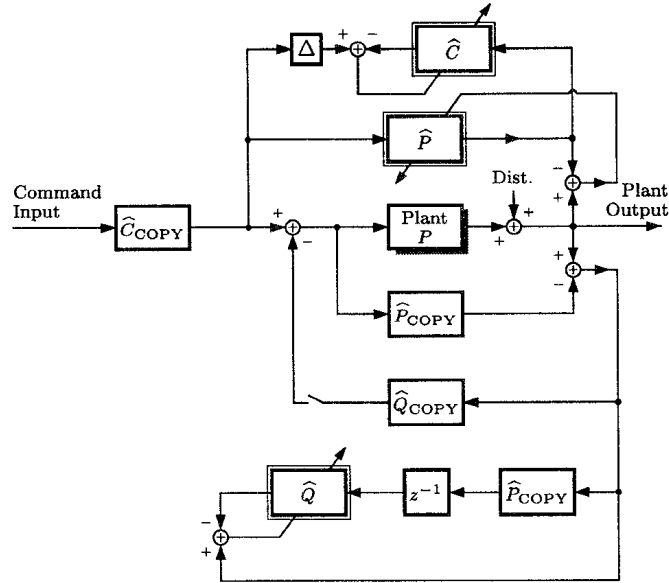 Δ
+
−
Ĉ
P̂
Dist.
−
+
Command
Input
Plant
Output
Ĉ_COPY
+
−
Plant
P
+
+
+
−
P̂_COPY
Q̂_COPY
Q̂
z⁻¹
P̂_COPY
−
+